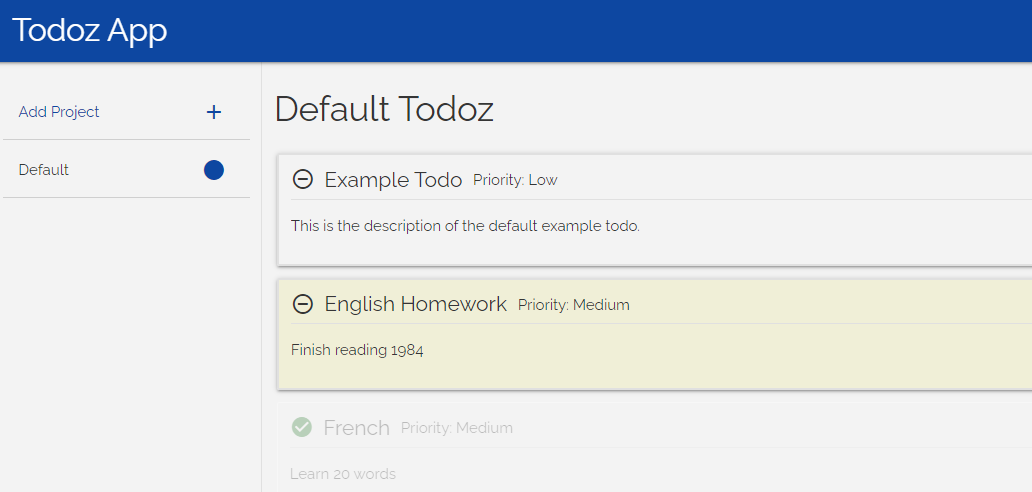 Todoz App
Add Project
Default
Default Todoz
Example Todo Priority: Low
This is the description of the default example todo.
English Homework Priority: Medium
Finish reading 1984
French Priority: Medium
Learn 20 words